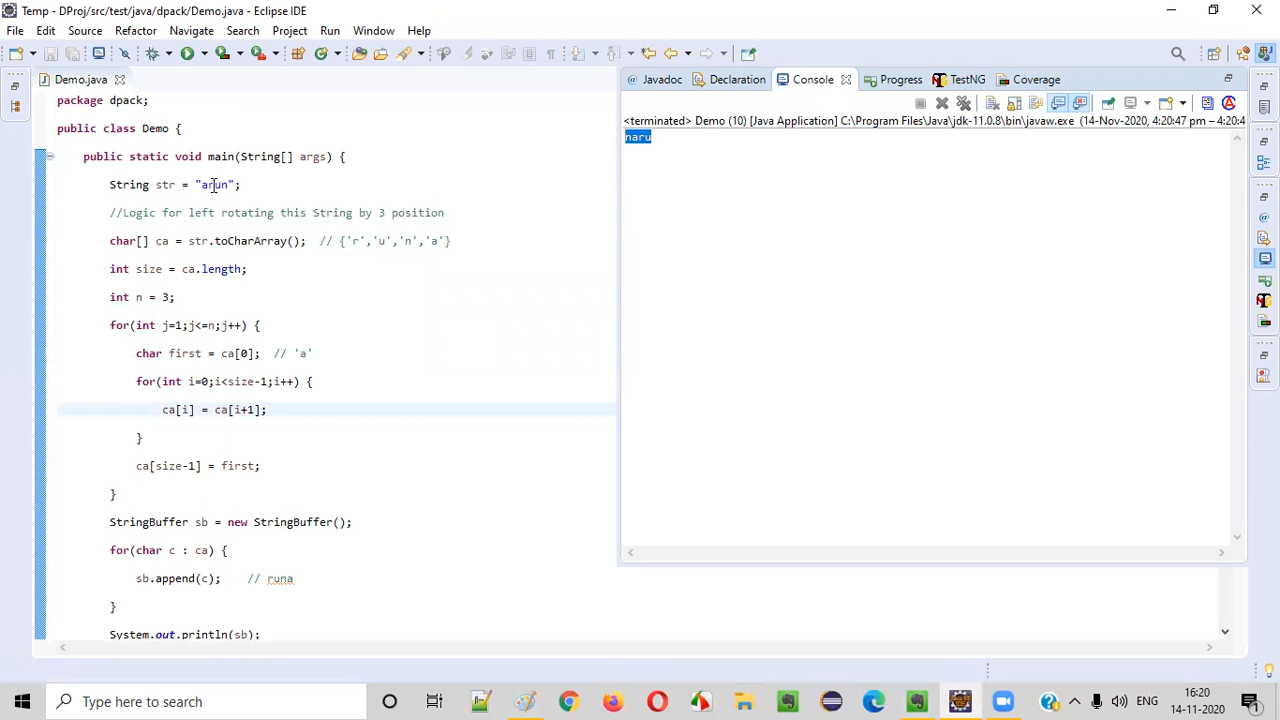 Temp - DProj/src/test/java/dpack/Demo.java - Eclipse IDE
File Edit Source Refactor Navigate Search Project Run Window Help
Demo.java
package dpack;
public class Demo {
public static void main(String[] args) {
String str = "arun";
//Logic for left rotating this String by 3 position
char[] ca = str.toCharArray(); // {'r','u','n','a'}
int size = ca.length;
int n = 3;
for(int j=1;j<=n;j++) {
char first = ca[0]; // 'a'
for(int i=0;i<size-1;i++) {
ca[i] = ca[i+1];
}
ca[size-1] = first;
}
StringBuffer sb = new StringBuffer();
for(char c : ca) {
sb.append(c); // runa
}
System.out.println(sb);
Javadoc Declaration Console Progress TestNG Coverage
<terminated> Demo (10) [Java Application] C:\Program Files\Java\jdk-11.0.8\bin\javaw.exe (14-Nov-2020, 4:20:47 pm – 4:20:4
naru
Type here to search
ENG
16:20
14-11-2020